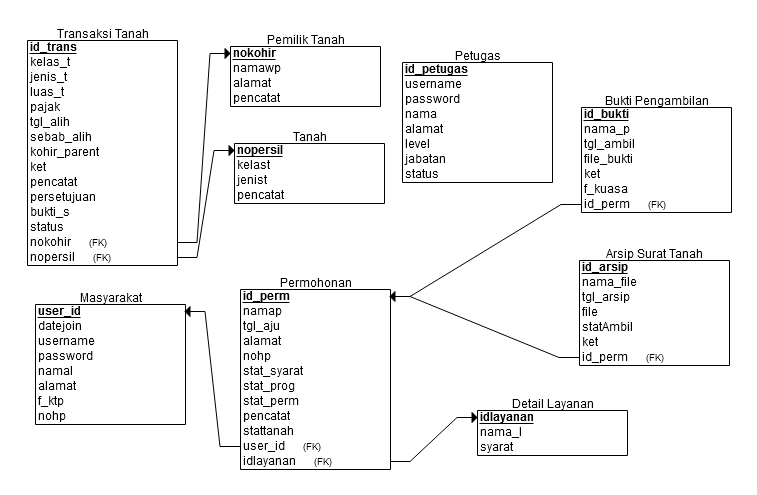 Transaksi Tanah
id_trans
kelas_t
jenis_t
luas_t
pajak
tgl_alih
sebab_alih
kohir_parent
ket
pencatat
persetujuan
bukti_s
status
nokohir (FK)
nopersil (FK)
Pemilik Tanah
nokohir
namawp
alamat
pencatat
Tanah
nopersil
kelast
jenist
pencatat
Petugas
id_petugas
username
password
nama
alamat
level
jabatan
status
Bukti Pengambilan
id_bukti
nama_p
tgl_ambil
file_bukti
ket
f_kuasa
id_perm (FK)
Masyarakat
user_id
datejoin
username
password
namal
alamat
f_ktp
nohp
Permohonan
id_perm
namap
tgl_aju
alamat
nohp
stat_syarat
stat_prog
stat_perm
pencatat
stattanah
user_id (FK)
idlayanan (FK)
Arsip Surat Tanah
id_arsip
nama_file
tgl_arsip
file
statAmbil
ket
id_perm (FK)
Detail Layanan
idlayanan
nama_l
syarat